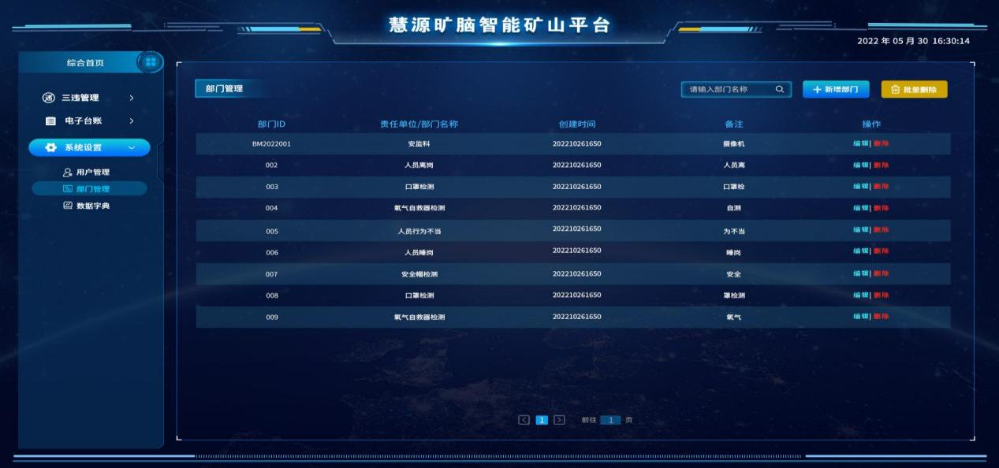 慧源旷脑智能矿山平台
2022 年 05 月 30 16:30:14
综合首页
三违管理
电子台账
系统设置
用户管理
部门管理
数据字典
部门管理
请输入部门名称
新增部门
批量删除
部门ID 责任单位/部门名称 创建时间 备注 操作
BM2022001 安监科 202210261650 摄像机 编辑| 删除
002 人员离岗 202210261650 人员离 编辑| 删除
003 口罩检测 202210261650 口罩检 编辑| 删除
004 氧气自救器检测 202210261650 自测 编辑| 删除
005 人员行为不当 202210261650 为不当 编辑| 删除
006 人员睡岗 202210261650 睡岗 编辑| 删除
007 安全帽检测 202210261650 安全 编辑| 删除
008 口罩检测 202210261650 罩检测 编辑| 删除
009 氧气自救器检测 202210261650 氧气 编辑| 删除
< 1 > 前往 1 页